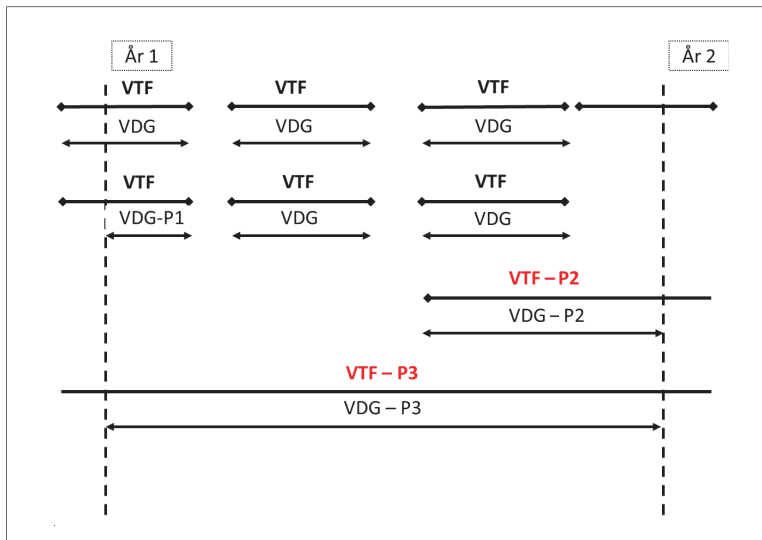 År 1 År 2
VTF VTF VTF
VDG VDG VDG
VTF VTF VTF
VDG-P1 VDG VDG
VTF – P2
VDG – P2
VTF – P3
VDG – P3